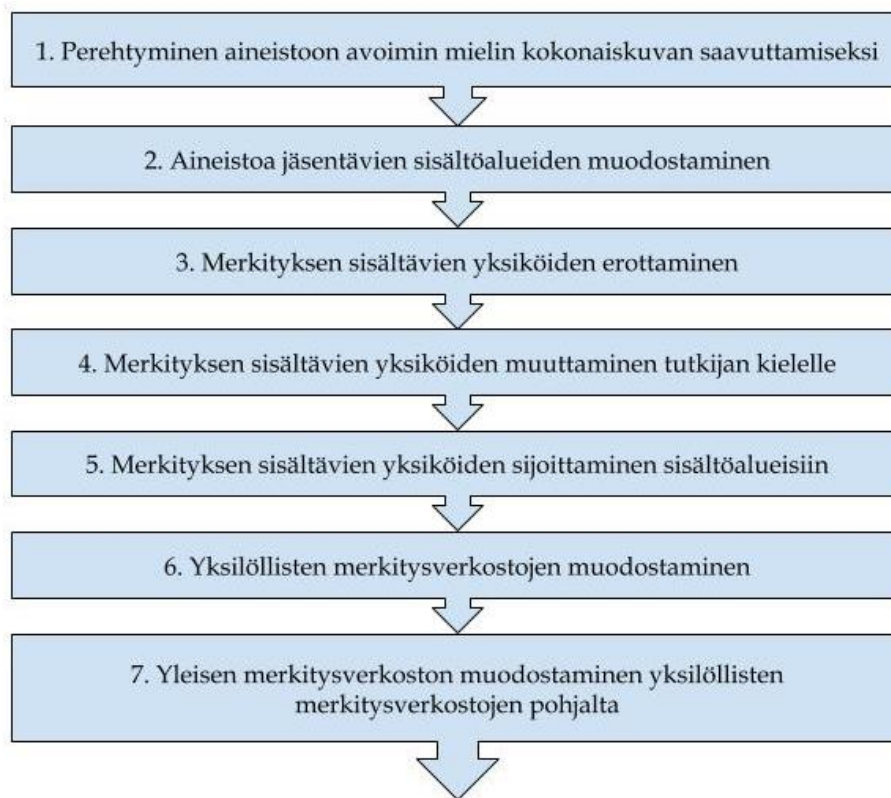 1. Perehtyminen aineistoon avoimin mielin kokonaiskuvan saavuttamiseksi
2. Aineistoa jäsentävien sisältöalueiden muodostaminen
3. Merkityksen sisältävien yksiköiden erottaminen
4. Merkityksen sisältävien yksiköiden muuttaminen tutkijan kielelle
5. Merkityksen sisältävien yksiköiden sijoittaminen sisältöalueisiin
6. Yksilöllisten merkitysverkostojen muodostaminen
7. Yleisen merkitysverkoston muodostaminen yksilöllisten
merkitysverkostojen pohjalta